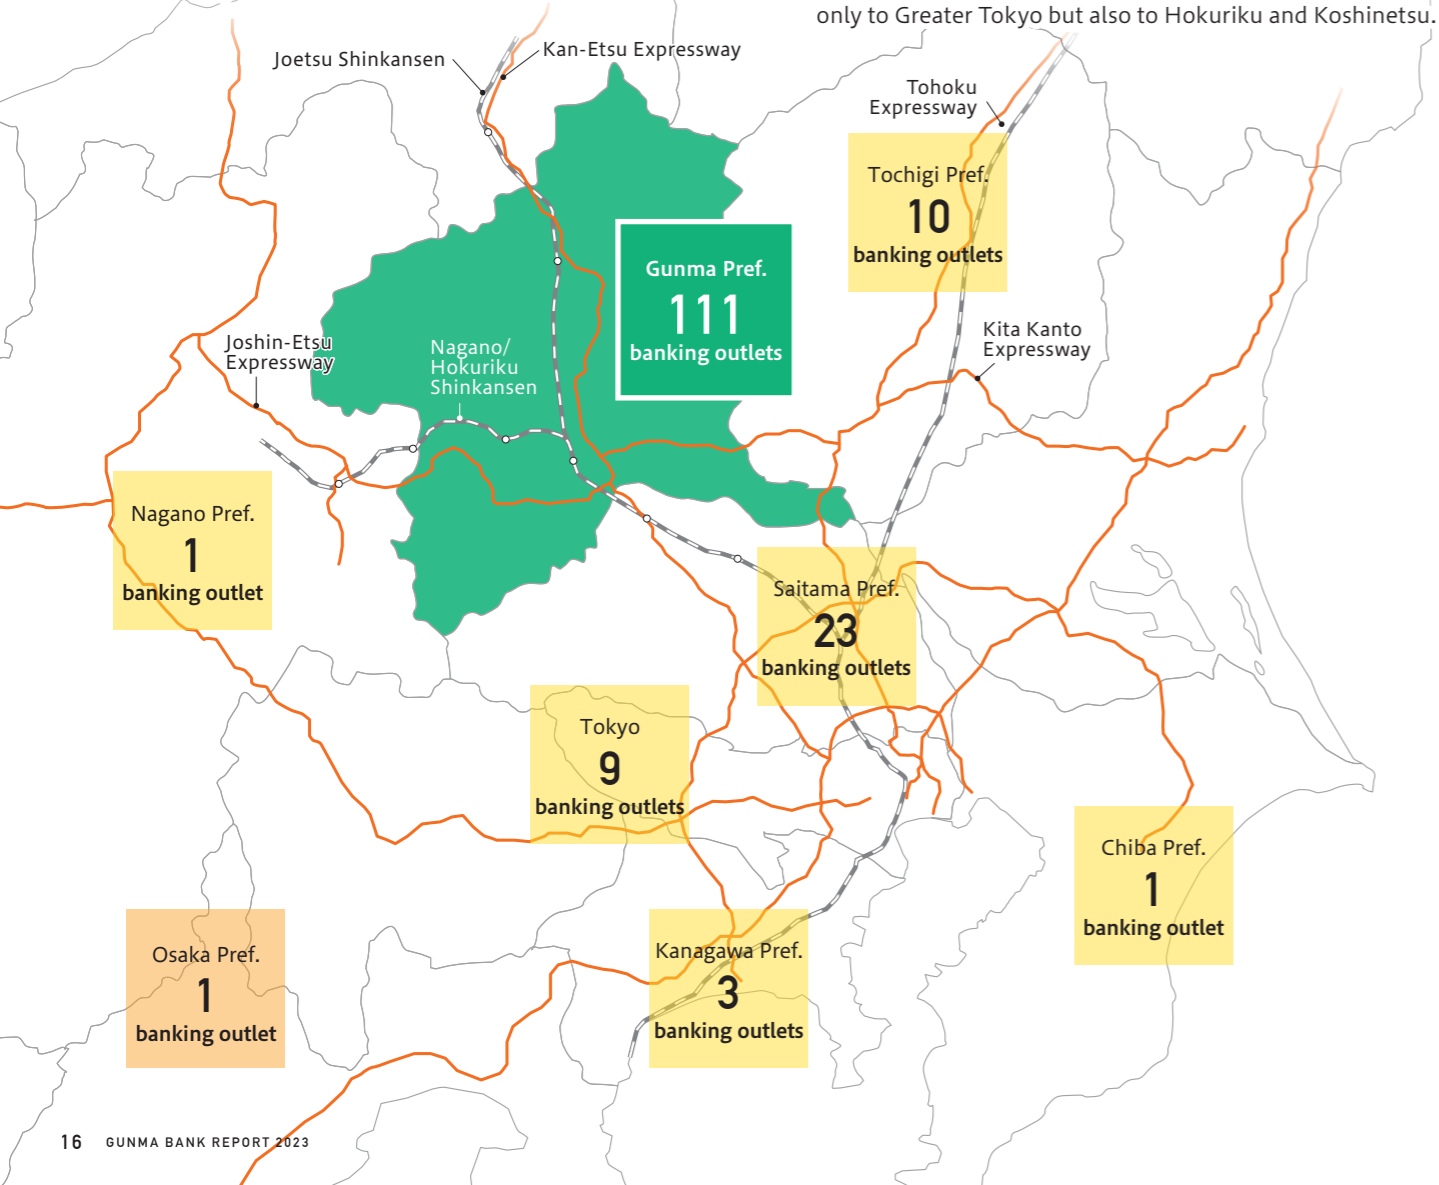 only to Greater Tokyo but also to Hokuriku and Koshinetsu.
Joetsu Shinkansen
Kan-Etsu Expressway
Tohoku
Expressway
Tochigi Pref.
10
banking outlets
Gunma Pref.
111
banking outlets
Kita Kanto
Expressway
Joshin-Etsu
Expressway
Nagano/
Hokuriku
Shinkansen
Nagano Pref.
1
banking outlet
Saitama Pref.
23
banking outlets
Tokyo
9
banking outlets
Chiba Pref.
1
banking outlet
Osaka Pref.
1
banking outlet
Kanagawa Pref.
3
banking outlets
16 GUNMA BANK REPORT 2023